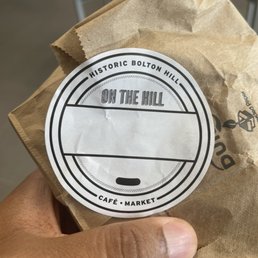 HISTORIC BOLTON HILL
ON THE HILL
CAFÉ • MARKET